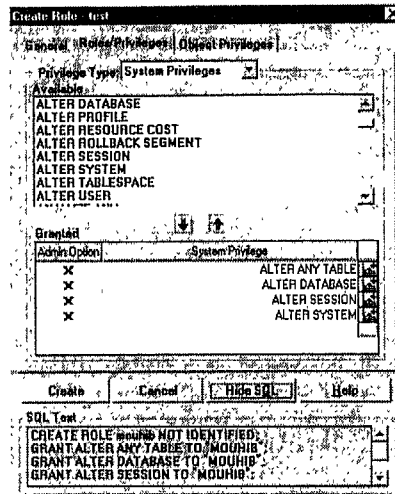 Create Role - test
General Roles/Privileges Object Privileges
Privilege Type: System Privileges
Available
ALTER DATABASE
ALTER PROFILE
ALTER RESOURCE COST
ALTER ROLLBACK SEGMENT
ALTER SESSION
ALTER SYSTEM
ALTER TABLESPACE
ALTER USER
Granted
Admin Option System Privilege
ALTER ANY TABLE
ALTER DATABASE
ALTER SESSION
ALTER SYSTEM
Create Cancel Hide SQL Help
SQL Text
CREATE ROLE mouhib NOT IDENTIFIED;
GRANT ALTER ANY TABLE TO "MOUHIB"
GRANT ALTER DATABASE TO "MOUHIB"
GRANT ALTER SESSION TO "MOUHIB"